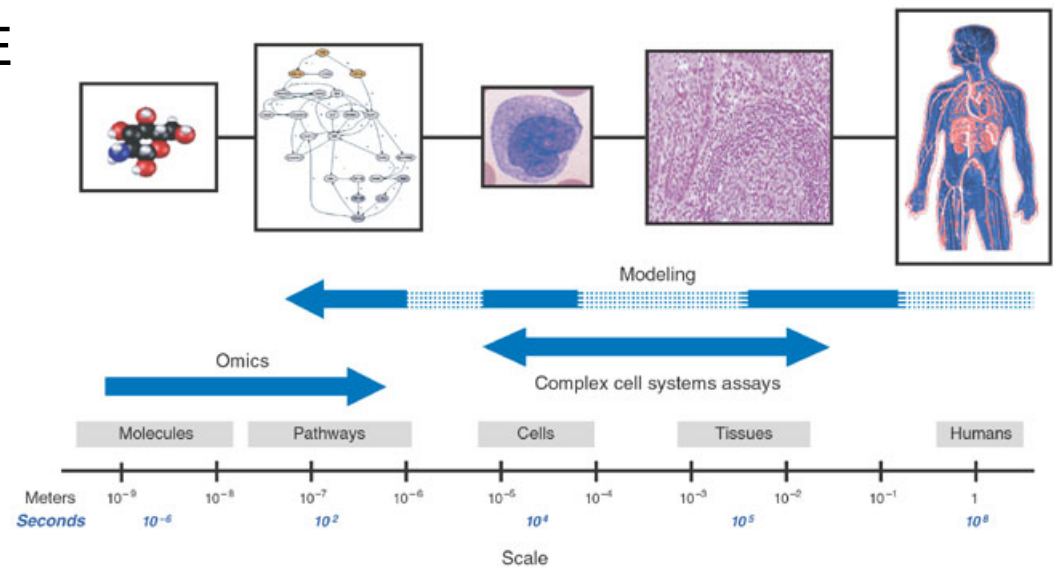 E
Modeling
Omics
Complex cell systems assays
Molecules Pathways Cells Tissues Humans
Meters 10⁻⁹ 10⁻⁸ 10⁻⁷ 10⁻⁶ 10⁻⁵ 10⁻⁴ 10⁻³ 10⁻² 10⁻¹ 1
Seconds 10⁻⁶ 10² 10⁴ 10⁵ 10⁸
Scale